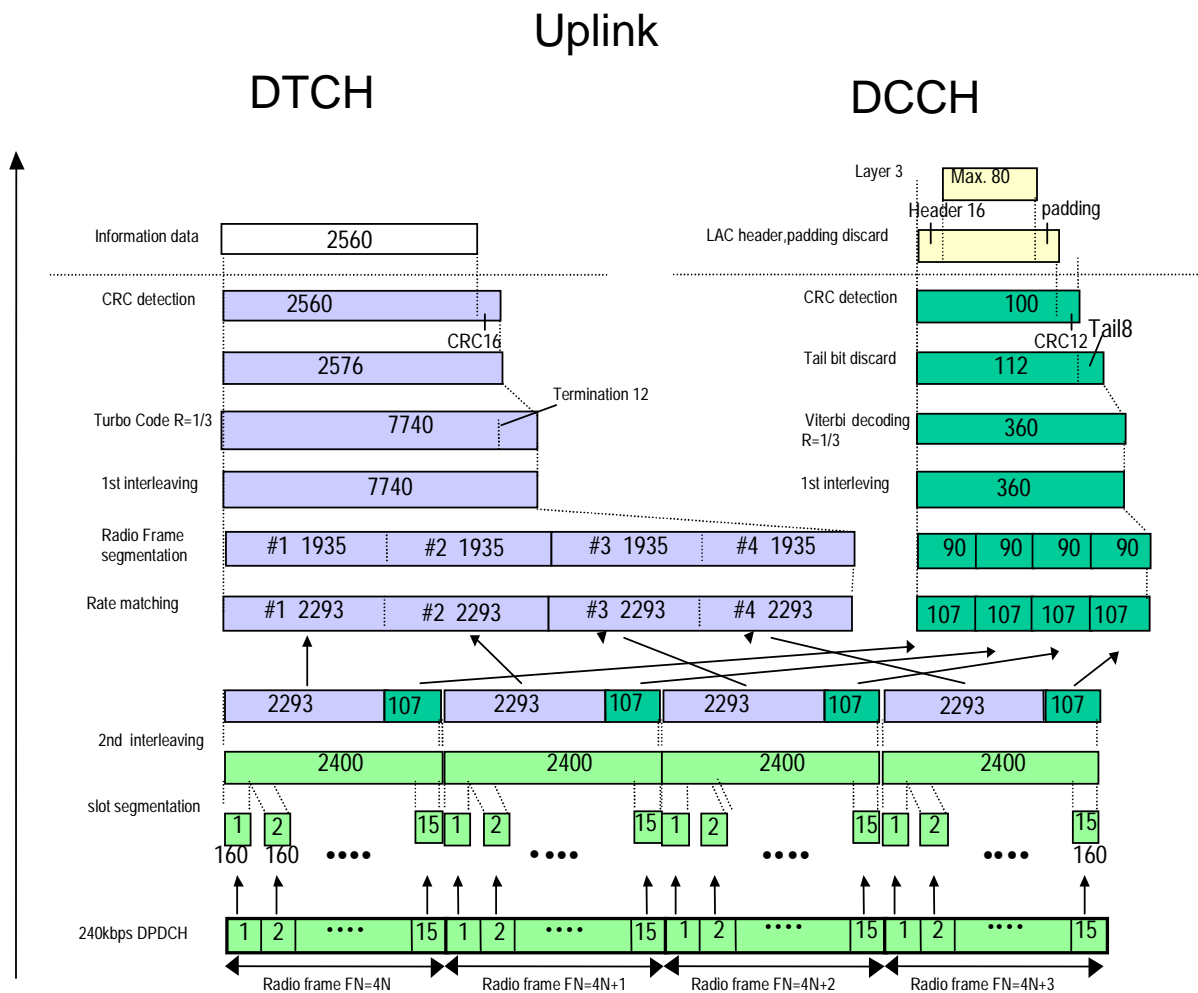 Uplink
DTCH
DCCH
Layer 3
Max. 80
Header 16
padding
Information data
2560
LAC header,padding discard
CRC detection
2560
CRC16
CRC detection
100
CRC12
Tail8
2576
Tail bit discard
112
Termination 12
Turbo Code R=1/3
7740
Viterbi decoding
R=1/3
360
1st interleaving
7740
1st interleving
360
Radio Frame
segmentation
#1 1935
#2 1935
#3 1935
#4 1935
90
90
90
90
Rate matching
#1 2293
#2 2293
#3 2293
#4 2293
107
107
107
107
2293
107
2293
107
2293
107
2293
107
2nd interleaving
2400
2400
2400
2400
slot segmentation
1
2
15
1
2
15
1
2
15
1
2
15
160
160
••••
••••
••••
••••
160
240kbps DPDCH
1
2
••••
15
1
2
••••
15
1
2
••••
15
1
2
••••
15
Radio frame FN=4N
Radio frame FN=4N+1
Radio frame FN=4N+2
Radio frame FN=4N+3